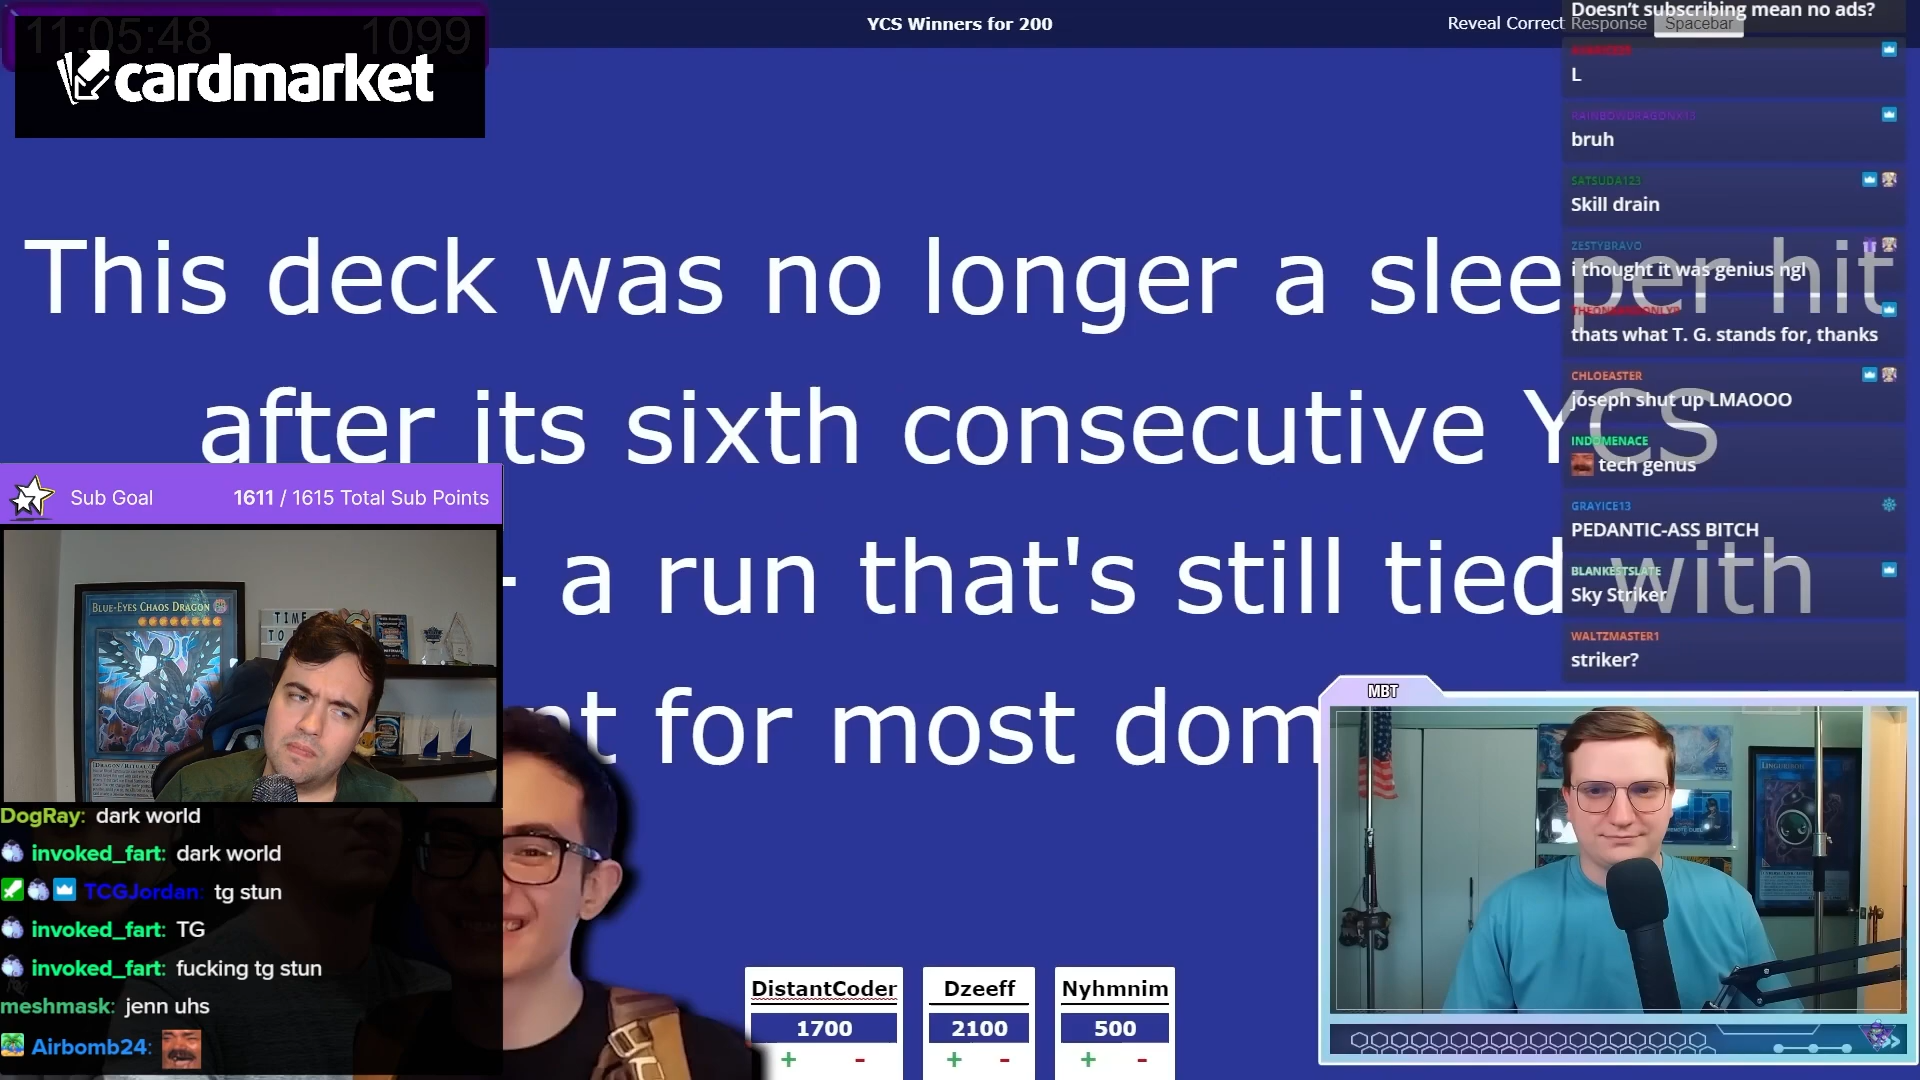 11:05:48
1099
cardmarket
YCS Winners for 200
Reveal Correct Response
Spacebar
This deck was no longer a sleeper hit
after its sixth consecutive YCS
- a run that's still tied with
nt for most dom
Sub Goal
1611 / 1615 Total Sub Points
BLUE-EYES CHAOS DRAGON
TIME
TO
DogRay: dark world
invoked_fart: dark world
TCGJordan: tg stun
invoked_fart: TG
invoked_fart: fucking tg stun
meshmask: jenn uhs
Airbomb24:
DistantCoder
1700
+ -
Dzeeff
2100
+ -
Nyhmnim
500
+ -
Doesn't subscribing mean no ads?
L
RAINBOWDRAGONX13
bruh
SATSUDA123
Skill drain
ZESTYBRAVO
i thought it was genius ngl
thats what T. G. stands for, thanks
CHLOEASTER
joseph shut up LMAOOO
INDOMENACE
tech genus
GRAYICE13
PEDANTIC-ASS BITCH
BLANKESTSLATE
Sky Striker
WALTZMASTER1
striker?
MBT